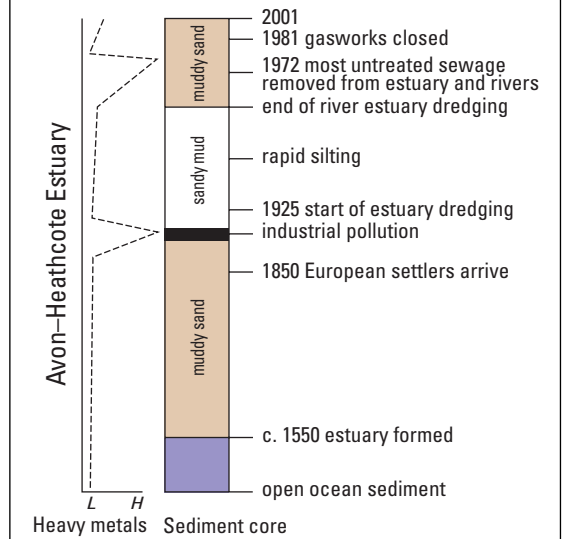 2001
1981 gasworks closed
1972 most untreated sewage
removed from estuary and rivers
end of river estuary dredging
rapid silting
1925 start of estuary dredging
industrial pollution
1850 European settlers arrive
c. 1550 estuary formed
open ocean sediment
muddy sand
sandy mud
muddy sand
Avon–Heathcote Estuary
L H
Heavy metals Sediment core